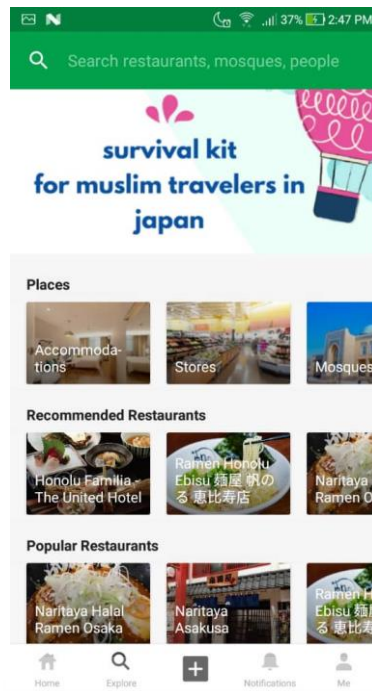 37% 2:47 PM
Search restaurants, mosques, people
survival kit
for muslim travelers in
japan
Places
Accommoda-
tions
Stores
Mosques
Recommended Restaurants
Honolu Familia -
The United Hotel
Ramen Honolu
Ebisu 麺屋 帆の
る 恵比寿店
Naritaya
Ramen O
Popular Restaurants
Naritaya Halal
Ramen Osaka
Naritaya
Asakusa
Ramen H
Ebisu 麺
る 恵比寿
Home
Explore
Notifications
Me